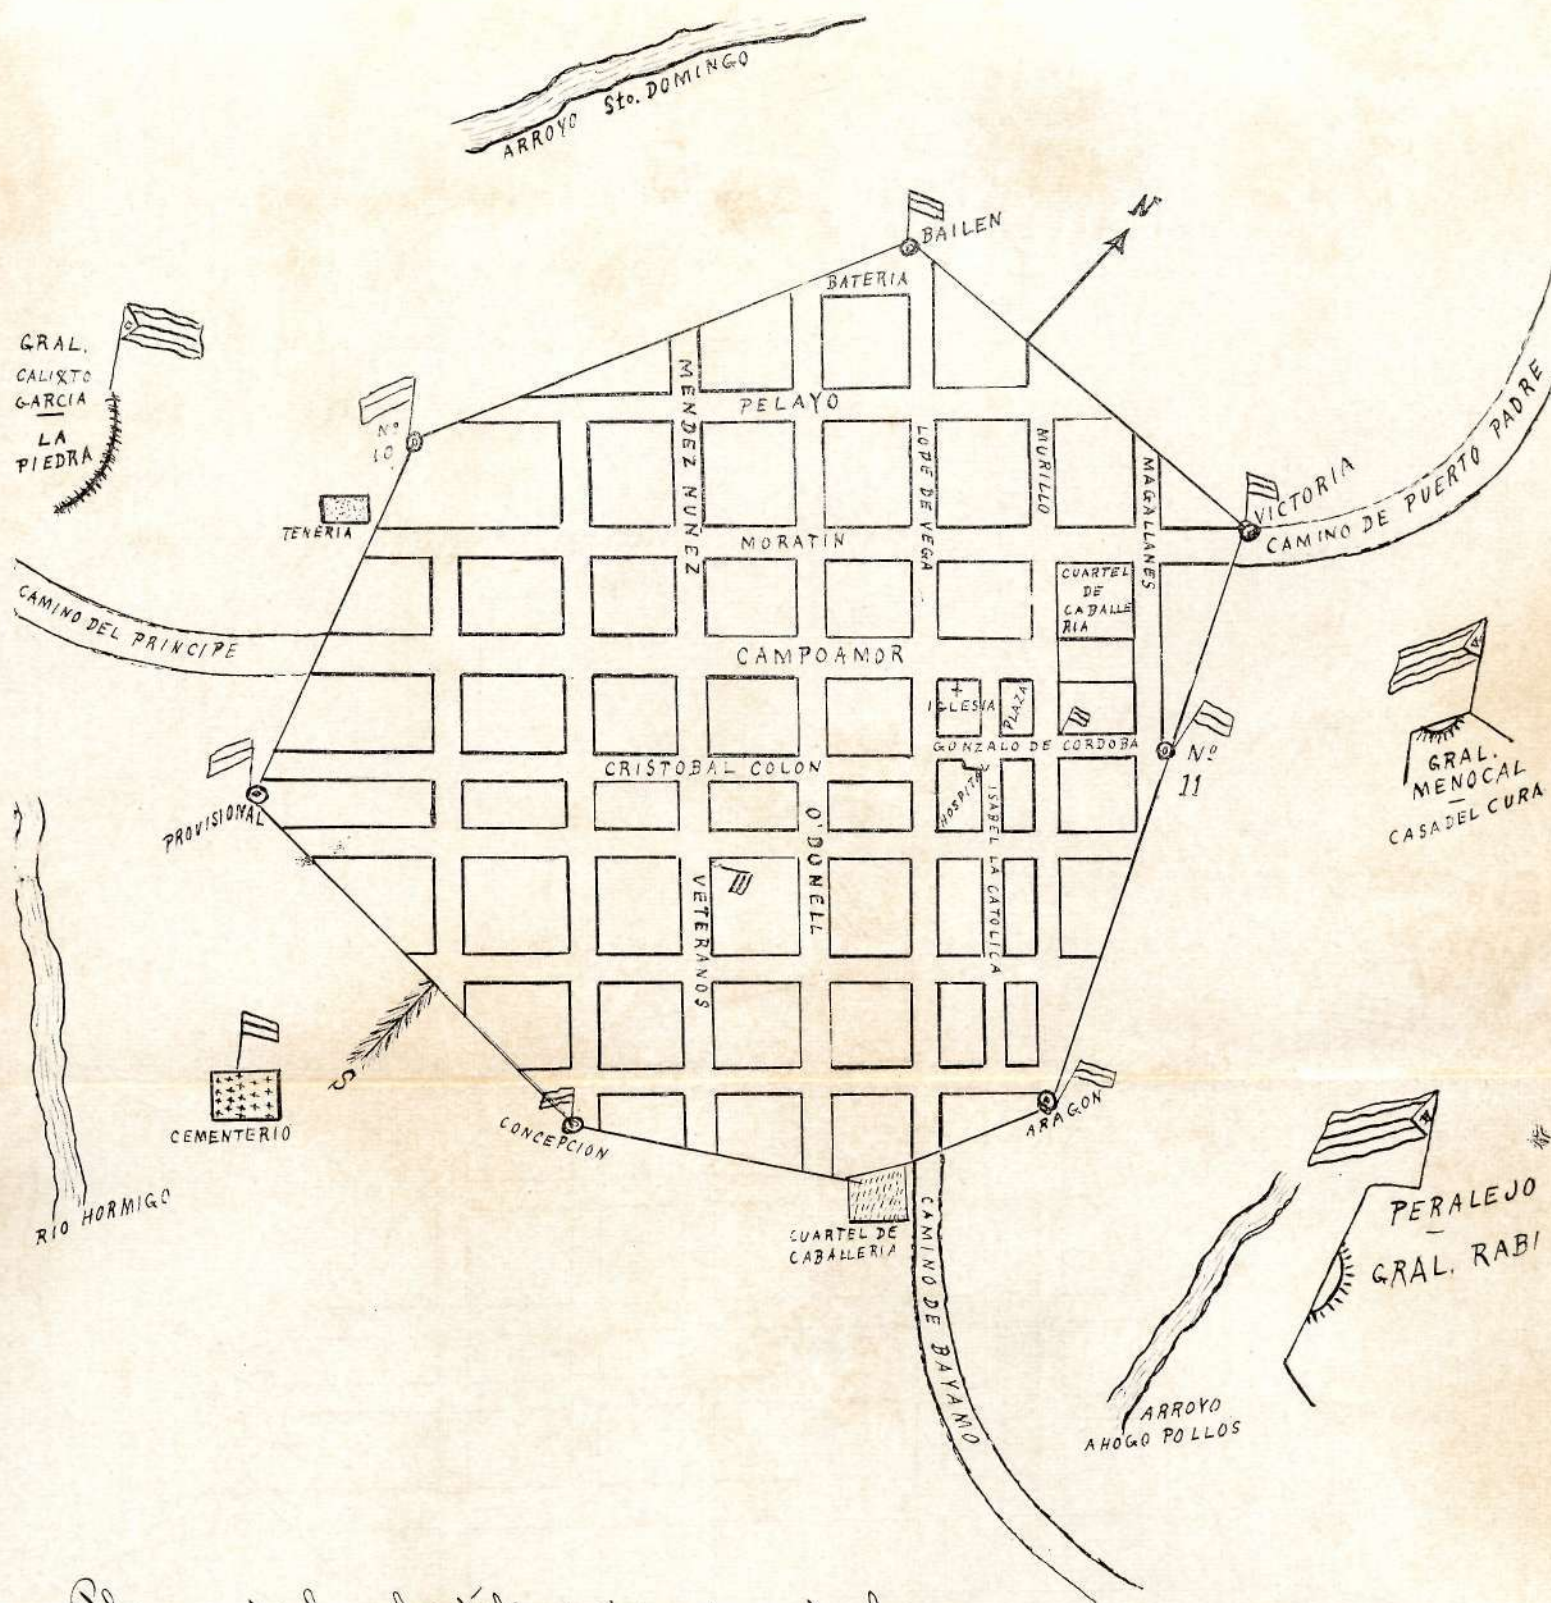 ARROYO Sto. DOMINGO
N
BAILEN
BATERIA
GRAL.
CALIXTO
GARCIA
LA
PIEDRA
Nº
10
MENDEZ NUÑEZ
PELAYO
LOPE DE VEGA
MURILLO
MAGALLANES
VICTORIA
CAMINO DE PUERTO PADRE
TENERIA
MORATIN
CUARTEL
DE
CABALLE
RIA
CAMINO DEL PRINCIPE
CAMPOAMOR
IGLESIA
PLAZA
GONZALO DE CORDOBA
Nº
11
GRAL.
MENOCAL
CASA DEL CURA
CRISTOBAL COLON
HOSPITAL
ISABEL LA CATOLICA
PROVISIONAL
O'DONELL
VETERANOS
S
CEMENTERIO
CONCEPCION
ARAGON
RIO HORMIGO
CUARTEL DE
CABALLERIA
CAMINO DE BAYAMO
PERALEJO
GRAL. RABI
ARROYO
AHOGO POLLOS